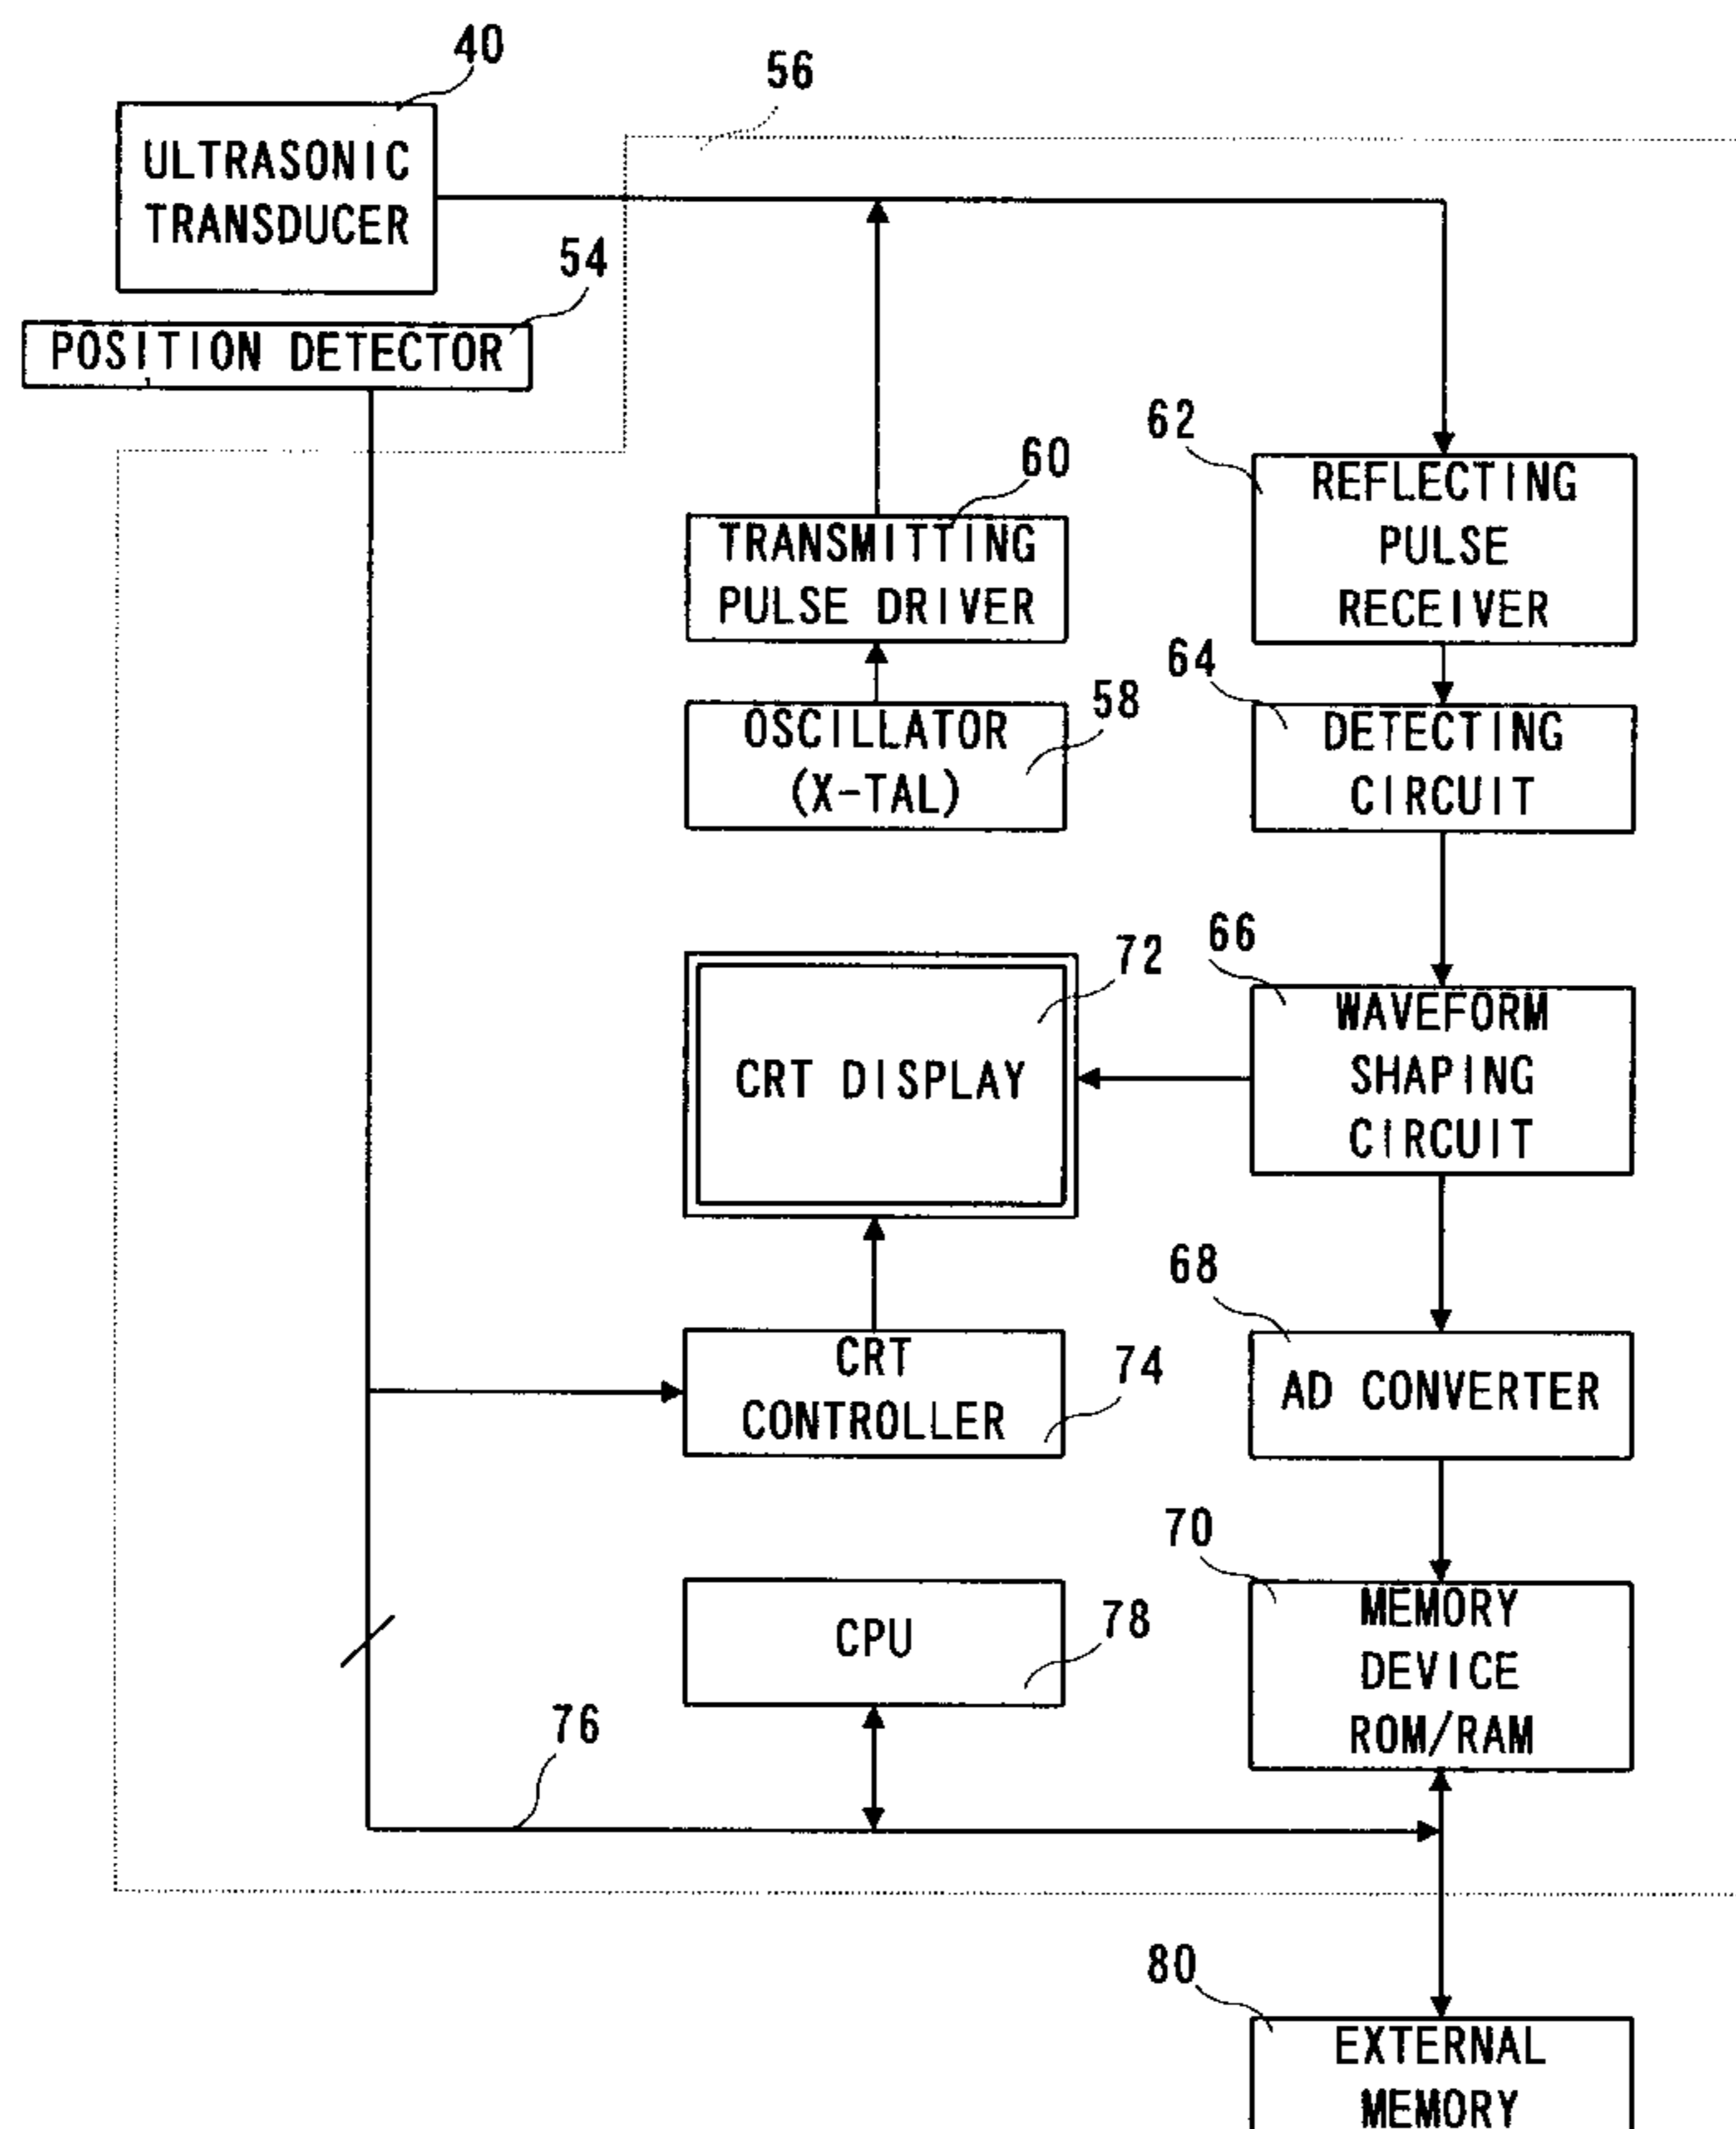 40
56
ULTRASONIC
TRANSDUCER
54
POSITION DETECTOR
62
60
REFLECTING
PULSE
RECEIVER
TRANSMITTING
PULSE DRIVER
64
58
OSCILLATOR
(X-TAL)
DETECTING
CIRCUIT
66
72
WAVEFORM
SHAPING
CIRCUIT
CRT DISPLAY
68
74
CRT
CONTROLLER
AD CONVERTER
70
78
CPU
MEMORY
DEVICE
ROM/RAM
76
80
EXTERNAL
MEMORY